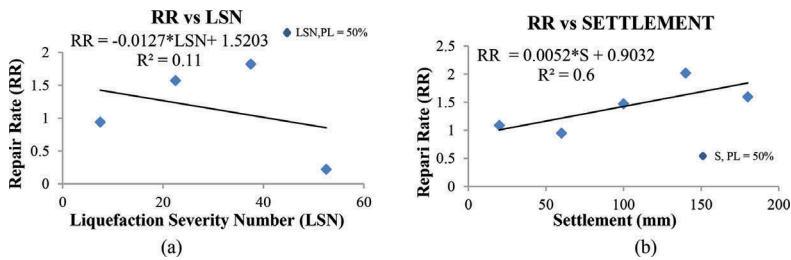 RR vs LSN
RR = -0.0127*LSN+ 1.5203
R² = 0.11
LSN,PL = 50%
Repair Rate (RR)
2
1.5
1
0.5
0
0 20 40 60
Liquefaction Severity Number (LSN)
(a)
RR vs SETTLEMENT
RR = 0.0052*S + 0.9032
R² = 0.6
S, PL = 50%
Repari Rate (RR)
2.5
2
1.5
1
0.5
0
0 50 100 150 200
Settlement (mm)
(b)